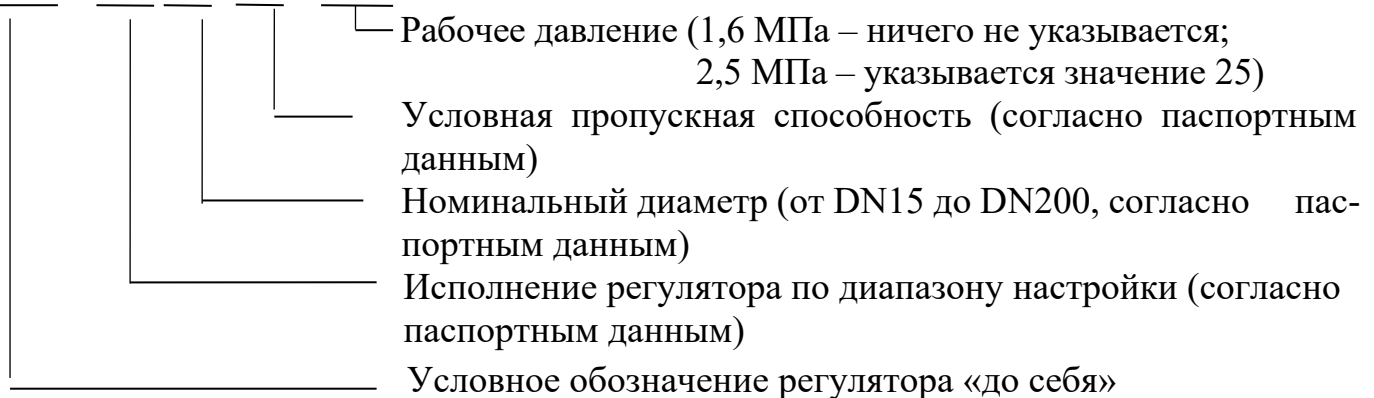 Рабочее давление (1,6 МПа – ничего не указывается;
2,5 МПа – указывается значение 25)
Условная пропускная способность (согласно паспортным
данным)
Номинальный диаметр (от DN15 до DN200, согласно пас-
портным данным)
Исполнение регулятора по диапазону настройки (согласно
паспортным данным)
Условное обозначение регулятора «до себя»